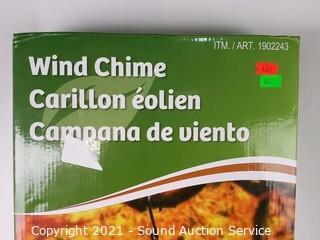 ITM. / ART. 1902243
Wind Chime
Carillon éolien
Campana de viento
Copyright 2021 - Sound Auction Service